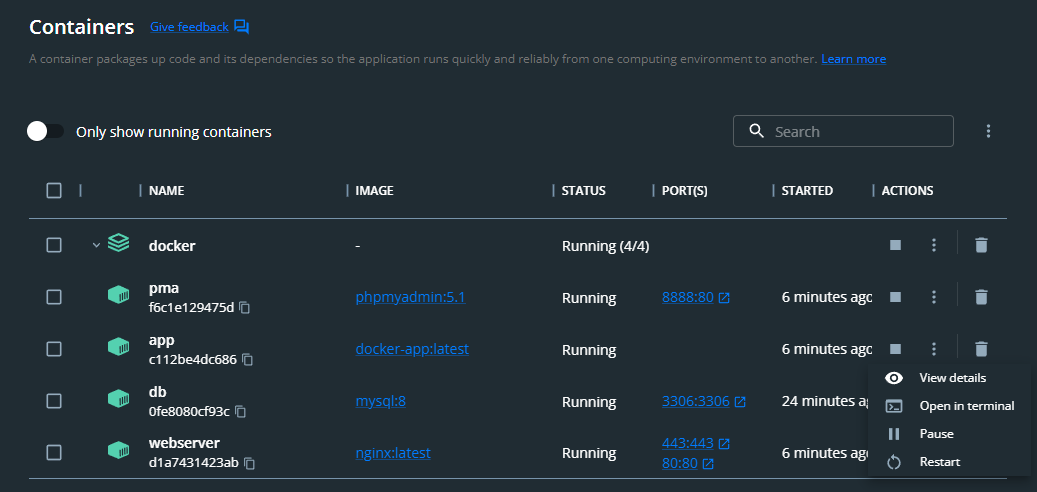 Containers Give feedback
A container packages up code and its dependencies so the application runs quickly and reliably from one computing environment to another. Learn more
Only show running containers Search
NAME IMAGE STATUS PORT(S) STARTED ACTIONS
docker - Running (4/4)
pma
f6c1e129475d phpmyadmin:5.1 Running 8888:80 6 minutes ago
app
c112be4dc686 docker-app:latest Running 6 minutes ago
View details
db
0fe8080cf93c mysql:8 Running 3306:3306 24 minutes ag
Open in terminal
Pause
webserver
d1a7431423ab nginx:latest Running 443:443
80:80 6 minutes ago
Restart